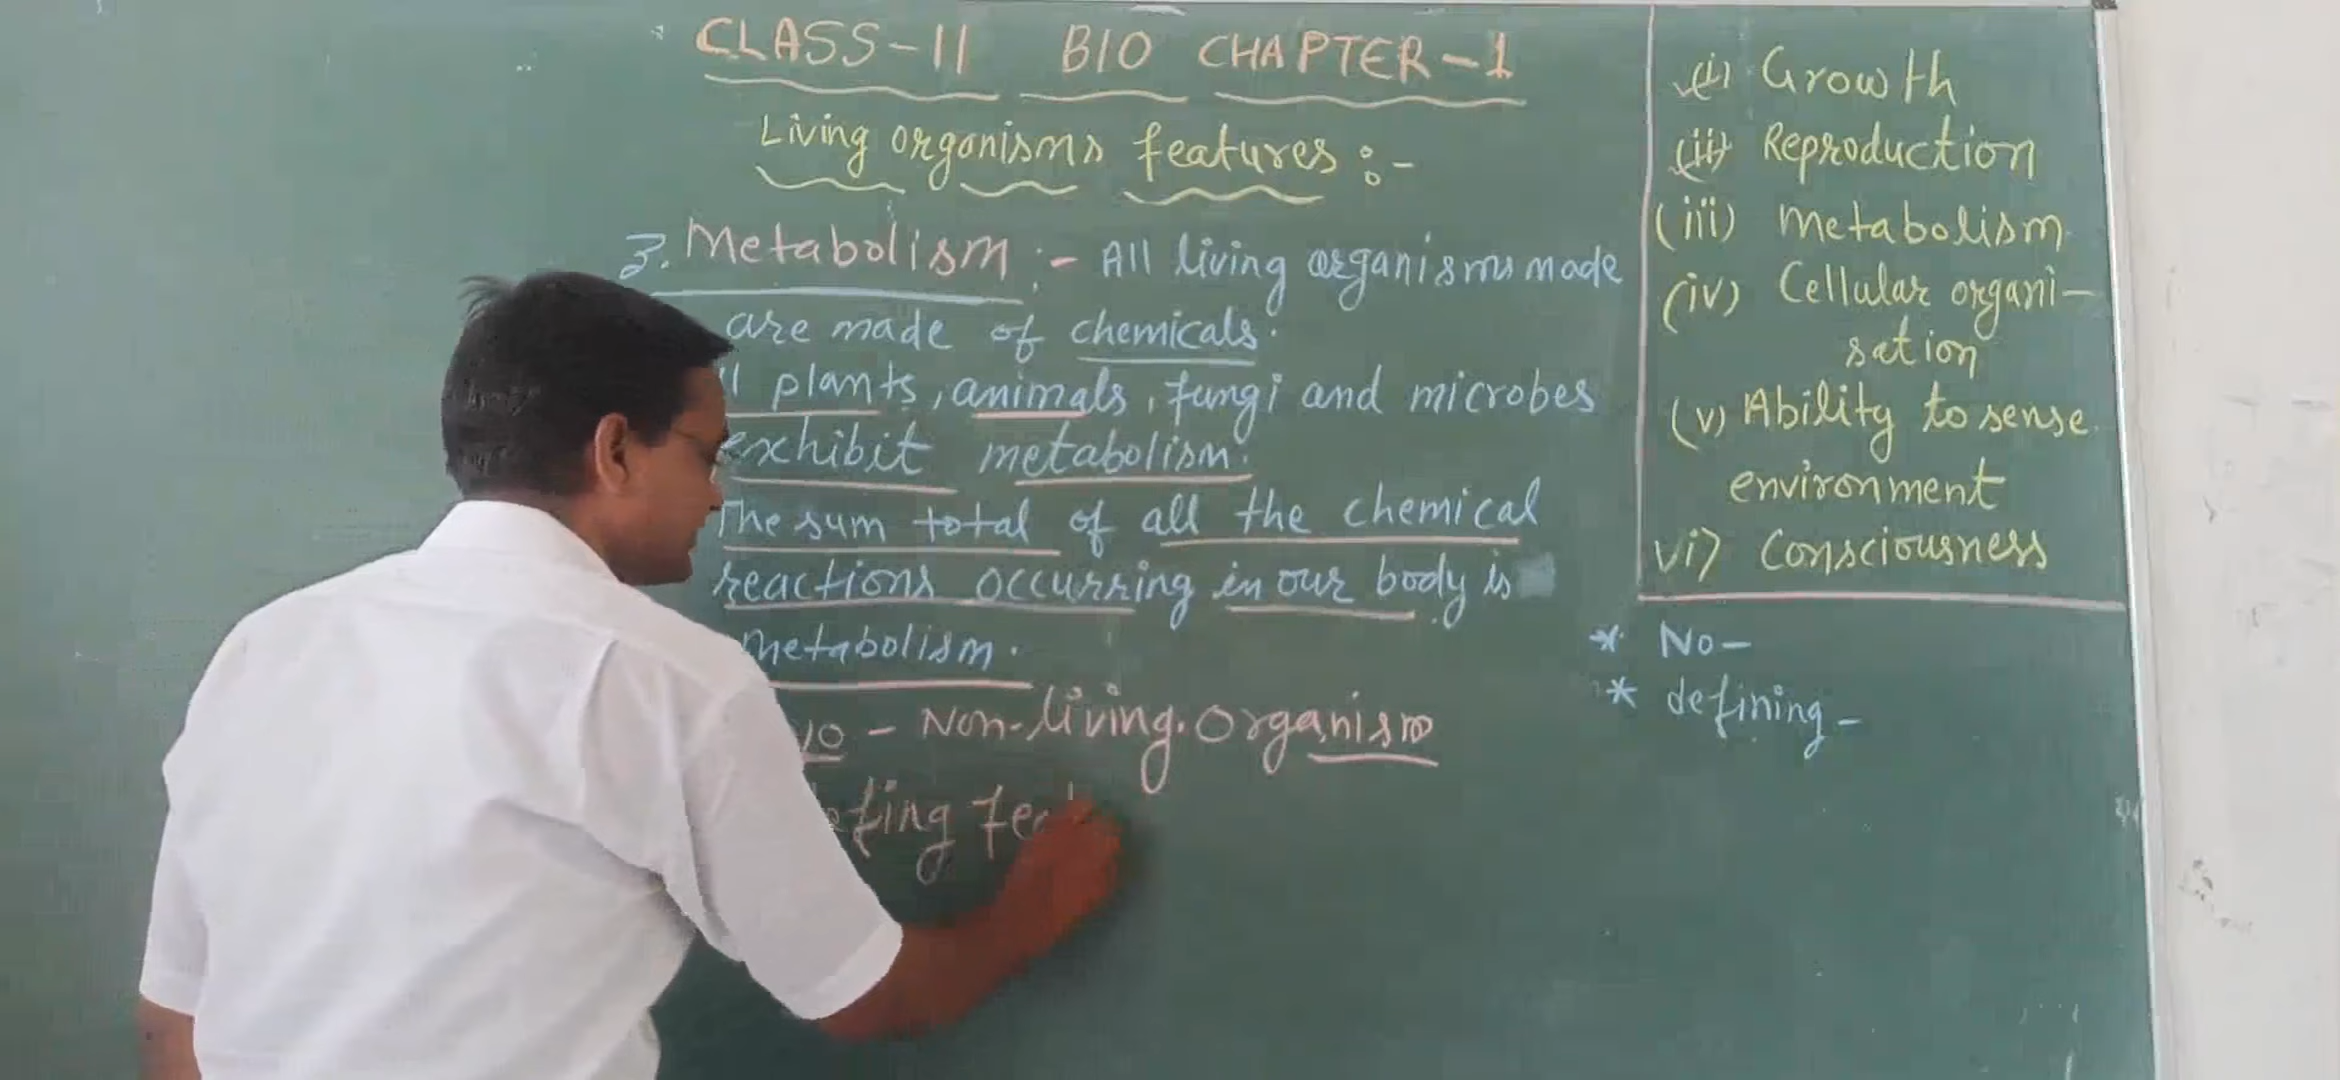 CLASS-11 BIO CHAPTER-1
Living organisms features :-
3. Metabolism :- All living organisms made
are made of chemicals.
plants, animals, fungi and microbes
exhibit metabolism.
The sum total of all the chemical
reactions occurring in our body is
metabolism.
- Non-living. Organism
(i) Growth
(ii) Reproduction
(iii) Metabolism
(iv) Cellular organi-
sation
(v) Ability to sense
environment
vi) Consciousness
* No-
* defining -